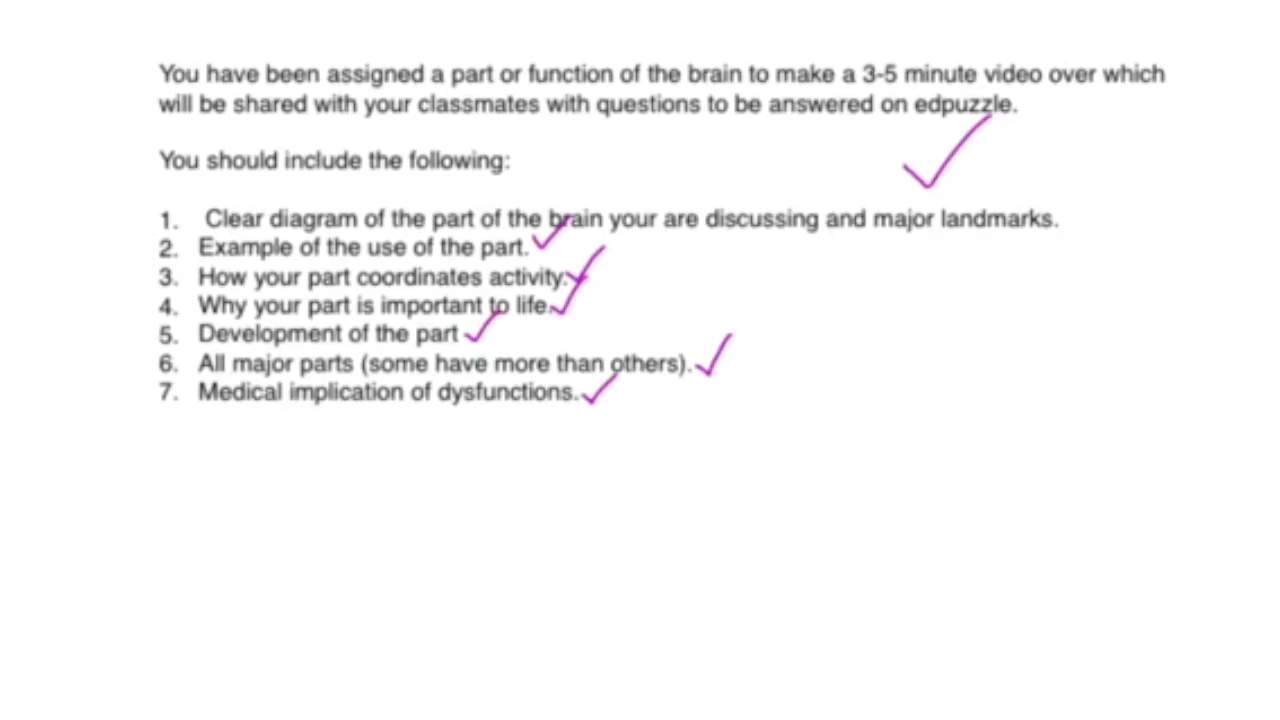 You have been assigned a part or function of the brain to make a 3-5 minute video over which
will be shared with your classmates with questions to be answered on edpuzzle.
You should include the following:
1. Clear diagram of the part of the brain your are discussing and major landmarks.
2. Example of the use of the part.
3. How your part coordinates activity.
4. Why your part is important to life.
5. Development of the part
6. All major parts (some have more than others).
7. Medical implication of dysfunctions.